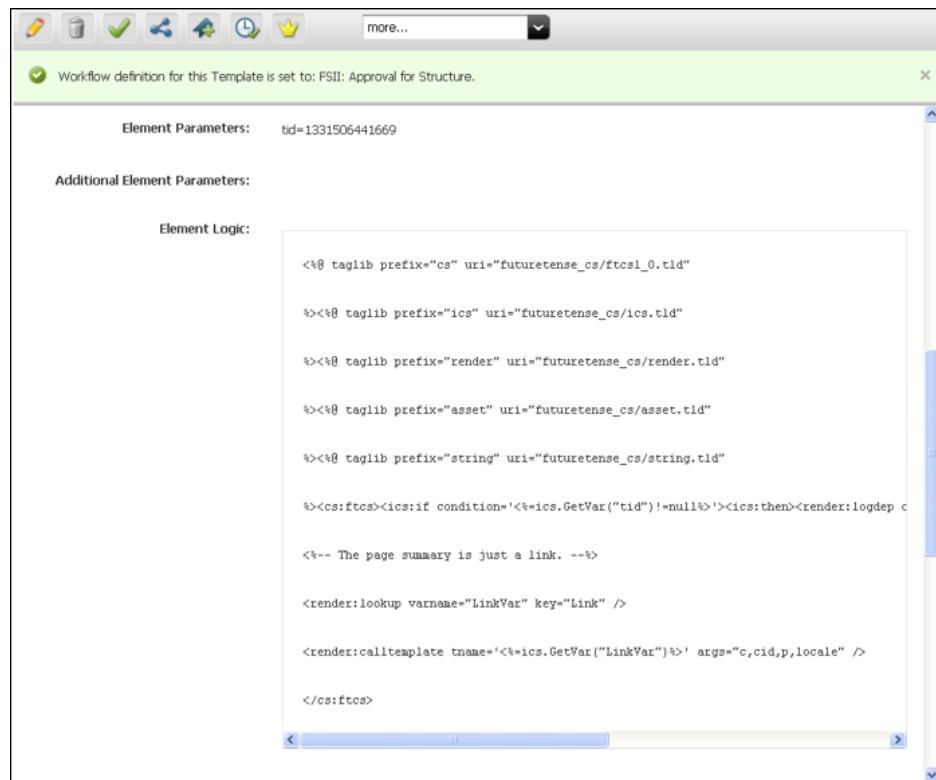 more...
Workflow definition for this Template is set to: FSII: Approval for Structure.
Element Parameters: tid=1331506441669
Additional Element Parameters:
Element Logic:
<%@ taglib prefix="cs" uri="futuretense_cs/ftcs1_0.tld"
%><%@ taglib prefix="ics" uri="futuretense_cs/ics.tld"
%><%@ taglib prefix="render" uri="futuretense_cs/render.tld"
%><%@ taglib prefix="asset" uri="futuretense_cs/asset.tld"
%><%@ taglib prefix="string" uri="futuretense_cs/string.tld"
%><cs:ftcs><ics:if condition='<%=ics.GetVar("tid")!=null%>'><ics:then><render:logdep c
<%-- The page summary is just a link. --%>
<render:lookup varname="LinkVar" key="Link" />
<render:calltemplate tname='<%=ics.GetVar("LinkVar")%>' args="c,cid,p,locale" />
</cs:ftcs>